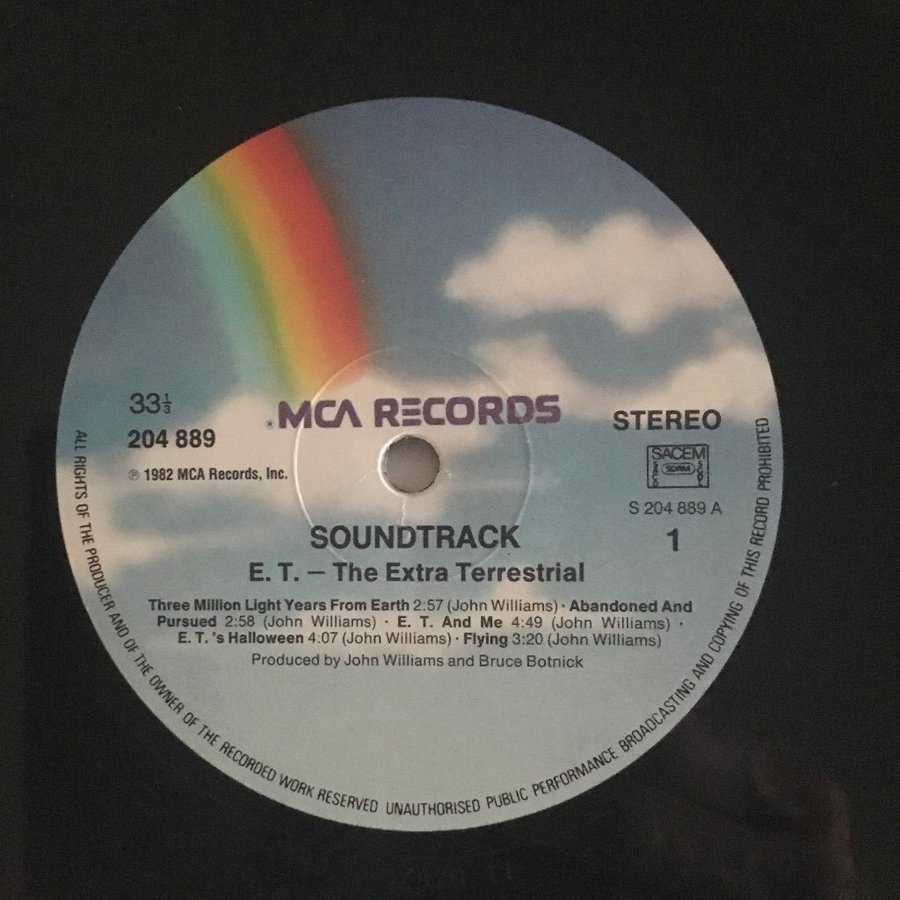 MCA RECORDS
33⅓
204 889
℗ 1982 MCA Records, Inc.
STEREO
SACEM
SDRM
S 204 889 A
1
SOUNDTRACK
E. T. – The Extra Terrestrial
Three Million Light Years From Earth 2:57 (John Williams) · Abandoned And
Pursued 2:58 (John Williams) · E. T. And Me 4:49 (John Williams) ·
E. T. 's Halloween 4:07 (John Williams) · Flying 3:20 (John Williams)
Produced by John Williams and Bruce Botnick
ALL RIGHTS OF THE PRODUCER AND OF THE OWNER OF THE RECORDED WORK RESERVED UNAUTHORISED PUBLIC PERFORMANCE BROADCASTING AND COPYING OF THIS RECORD PROHIBITED